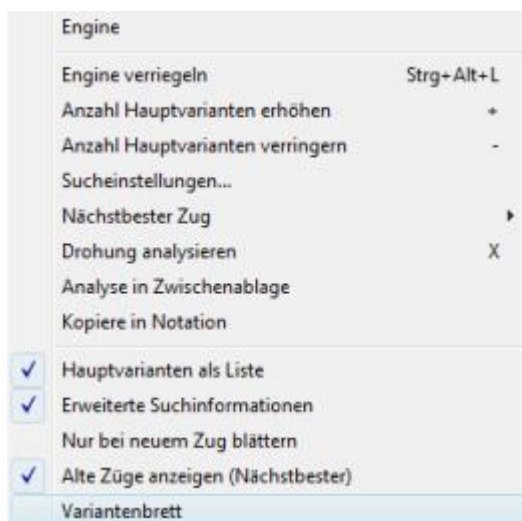 Engine
Engine verriegeln Strg+Alt+L
Anzahl Hauptvarianten erhöhen +
Anzahl Hauptvarianten verringern -
Sucheinstellungen...
Nächstbester Zug
Drohung analysieren X
Analyse in Zwischenablage
Kopiere in Notation
Hauptvarianten als Liste
Erweiterte Suchinformationen
Nur bei neuem Zug blättern
Alte Züge anzeigen (Nächstbester)
Variantenbrett